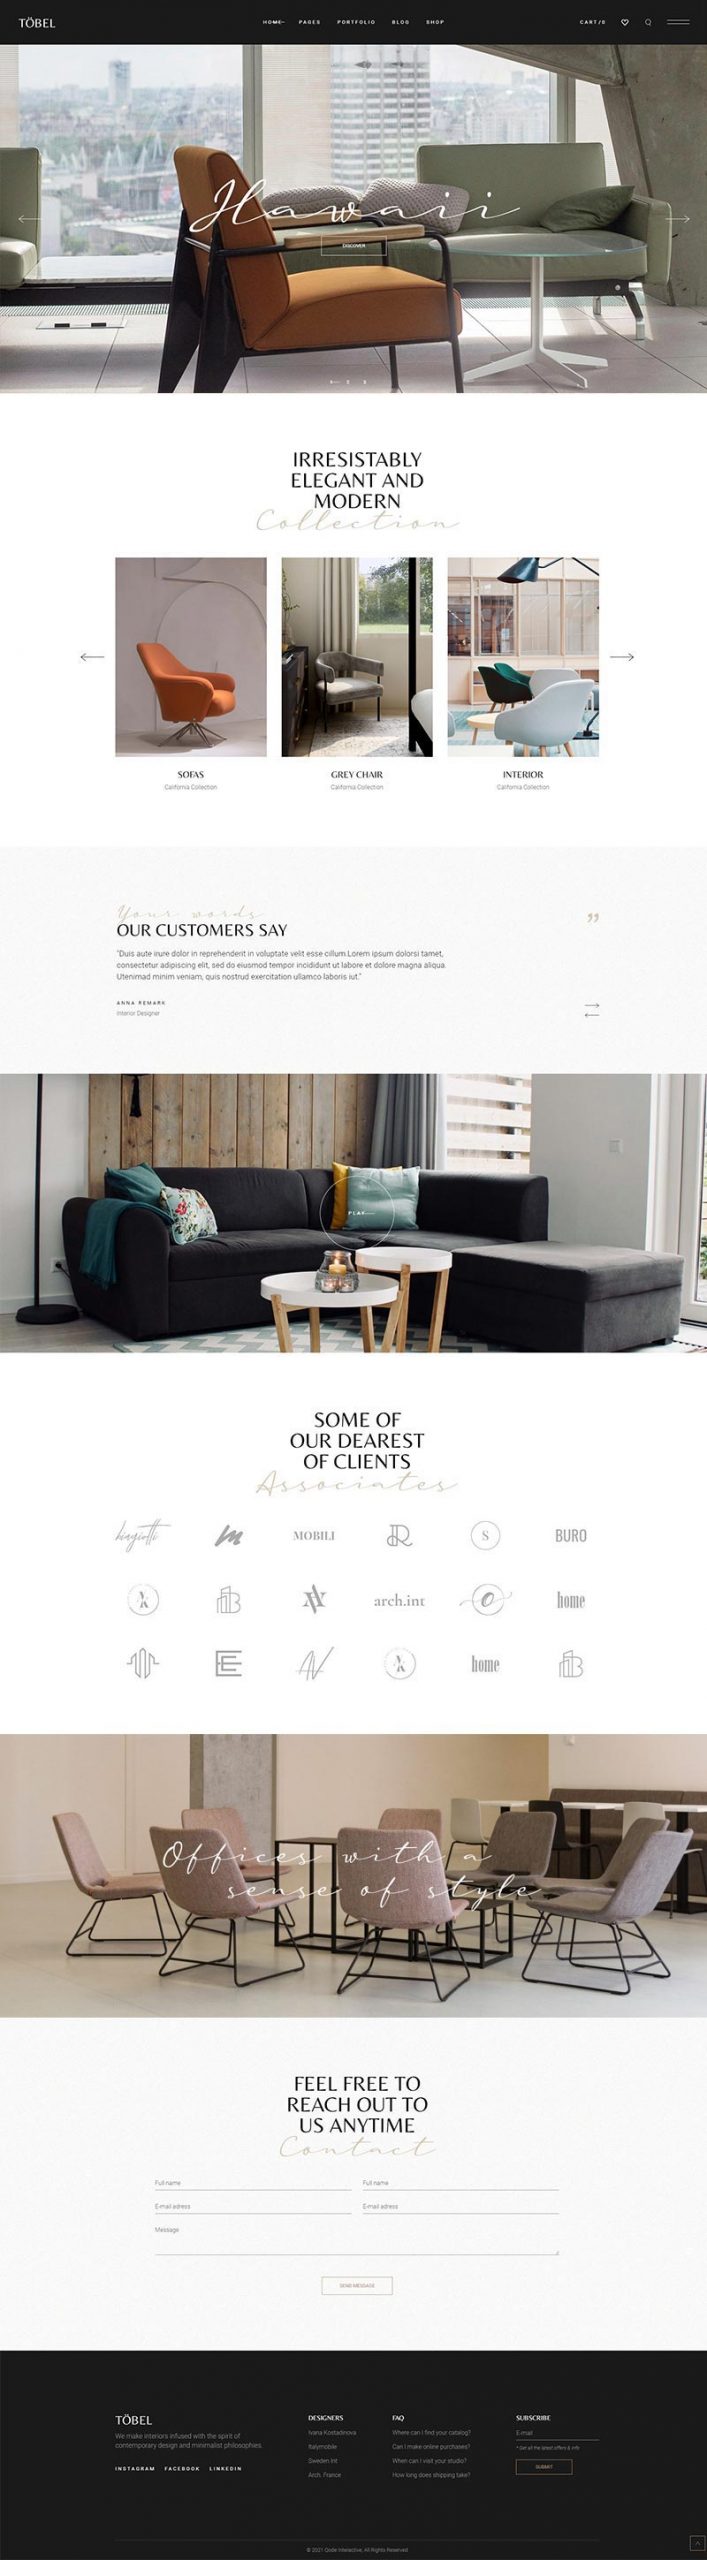 TÖBEL
HOME PAGES PORTFOLIO BLOG SHOP
CART/0
Hawaii
DISCOVER
2 3
IRRESISTABLY
ELEGANT AND
MODERN
Collection
SOFAS
California Collection
GREY CHAIR
California Collection
INTERIOR
California Collection
Your words
OUR CUSTOMERS SAY
"Duis aute irure dolor in reprehenderit in voluptate velit esse cillum.Lorem ipsum dolorsi tamet,
consectetur adipiscing elit, sed do eiusmod tempor incididunt ut labore et dolore magna aliqua.
Utenimad minim veniam, quis nostrud exercitation ullamco laboris iut."
ANNA REMARK
Interior Designer
PLAY
SOME OF
OUR DEAREST
OF CLIENTS
Associates
biagiotti M MOBILI R S BURO
arch.int O home
E AV home
Offices with a
sense of style
FEEL FREE TO
REACH OUT TO
US ANYTIME
Contact
Full name Full name
E-mail adress E-mail adress
Message
SEND MESSAGE
TÖBEL
We make interiors infused with the spirit of
contemporary design and minimalist philosophies.
INSTAGRAM FACEBOOK LINKEDIN
DESIGNERS
Ivana Kostadinova
Italymobile
Sweden Int
Arch. France
FAQ
Where can I find your catalog?
Can I make online purchases?
When can I visit your studio?
How long does shipping take?
SUBSCRIBE
E-mail
* Get all the latest offers & info
SUBMIT
© 2021 Qode Interactive, All Rights Reserved